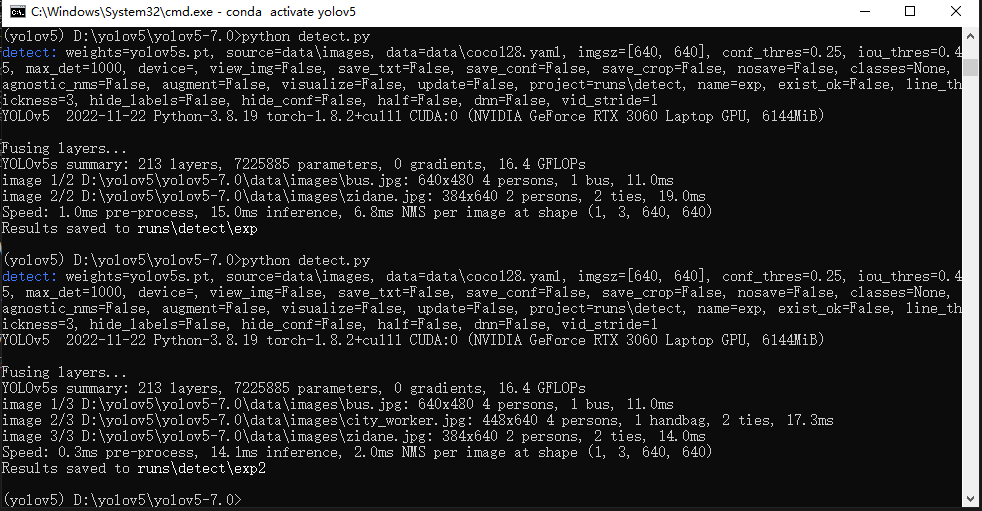 C:\Windows\System32\cmd.exe - conda  activate yolov5
(yolov5) D:\yolov5\yolov5-7.0>python detect.py
detect: weights=yolov5s.pt, source=data\images, data=data\coco128.yaml, imgsz=[640, 640], conf_thres=0.25, iou_thres=0.4
5, max_det=1000, device=, view_img=False, save_txt=False, save_conf=False, save_crop=False, nosave=False, classes=None,
agnostic_nms=False, augment=False, visualize=False, update=False, project=runs\detect, name=exp, exist_ok=False, line_th
ickness=3, hide_labels=False, hide_conf=False, half=False, dnn=False, vid_stride=1
YOLOv5  2022-11-22 Python-3.8.19 torch-1.8.2+cu111 CUDA:0 (NVIDIA GeForce RTX 3060 Laptop GPU, 6144MiB)
Fusing layers...
YOLOv5s summary: 213 layers, 7225885 parameters, 0 gradients, 16.4 GFLOPs
image 1/2 D:\yolov5\yolov5-7.0\data\images\bus.jpg: 640x480 4 persons, 1 bus, 11.0ms
image 2/2 D:\yolov5\yolov5-7.0\data\images\zidane.jpg: 384x640 2 persons, 2 ties, 19.0ms
Speed: 1.0ms pre-process, 15.0ms inference, 6.8ms NMS per image at shape (1, 3, 640, 640)
Results saved to runs\detect\exp
(yolov5) D:\yolov5\yolov5-7.0>python detect.py
detect: weights=yolov5s.pt, source=data\images, data=data\coco128.yaml, imgsz=[640, 640], conf_thres=0.25, iou_thres=0.4
5, max_det=1000, device=, view_img=False, save_txt=False, save_conf=False, save_crop=False, nosave=False, classes=None,
agnostic_nms=False, augment=False, visualize=False, update=False, project=runs\detect, name=exp, exist_ok=False, line_th
ickness=3, hide_labels=False, hide_conf=False, half=False, dnn=False, vid_stride=1
YOLOv5  2022-11-22 Python-3.8.19 torch-1.8.2+cu111 CUDA:0 (NVIDIA GeForce RTX 3060 Laptop GPU, 6144MiB)
Fusing layers...
YOLOv5s summary: 213 layers, 7225885 parameters, 0 gradients, 16.4 GFLOPs
image 1/3 D:\yolov5\yolov5-7.0\data\images\bus.jpg: 640x480 4 persons, 1 bus, 11.0ms
image 2/3 D:\yolov5\yolov5-7.0\data\images\city_worker.jpg: 448x640 4 persons, 1 handbag, 2 ties, 17.3ms
image 3/3 D:\yolov5\yolov5-7.0\data\images\zidane.jpg: 384x640 2 persons, 2 ties, 14.0ms
Speed: 0.3ms pre-process, 14.1ms inference, 2.0ms NMS per image at shape (1, 3, 640, 640)
Results saved to runs\detect\exp2
(yolov5) D:\yolov5\yolov5-7.0>